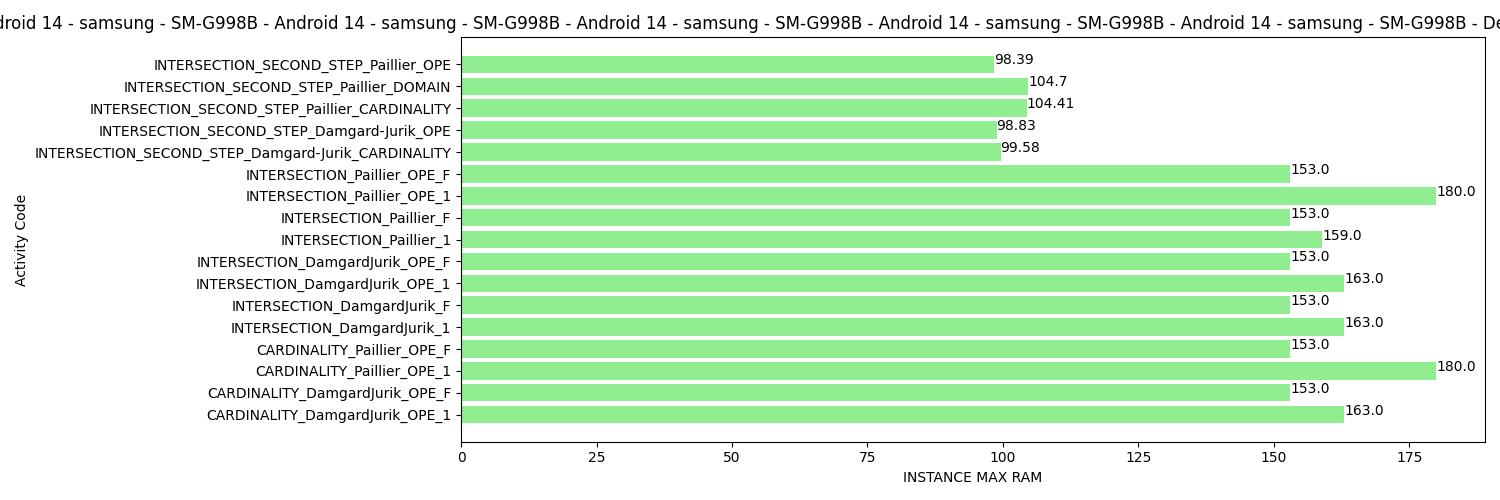 14 - samsung - SM-G998B - Android 14 - samsung - SM-G998B - Android 14 - samsung - SM-G998B - Android 14 - samsung - SM-G998B - Android 14 - samsung - SM-G998B -
INTERSECTION_SECOND_STEP_Paillier_OPE 98.39
INTERSECTION_SECOND_STEP_Paillier_DOMAIN 104.7
INTERSECTION_SECOND_STEP_Paillier_CARDINALITY 104.41
INTERSECTION_SECOND_STEP_Damgard-Jurik_OPE 98.83
INTERSECTION_SECOND_STEP_Damgard-Jurik_CARDINALITY 99.58
INTERSECTION_Paillier_OPE_F 153.0
INTERSECTION_Paillier_OPE_1 180.0
INTERSECTION_Paillier_F 153.0
INTERSECTION_Paillier_1 159.0
INTERSECTION_DamgardJurik_OPE_F 153.0
INTERSECTION_DamgardJurik_OPE_1 163.0
INTERSECTION_DamgardJurik_F 153.0
INTERSECTION_DamgardJurik_1 163.0
CARDINALITY_Paillier_OPE_F 153.0
CARDINALITY_Paillier_OPE_1 180.0
CARDINALITY_DamgardJurik_OPE_F 153.0
CARDINALITY_DamgardJurik_OPE_1 163.0
Activity Code
0 25 50 75 100 125 150 175
INSTANCE MAX RAM